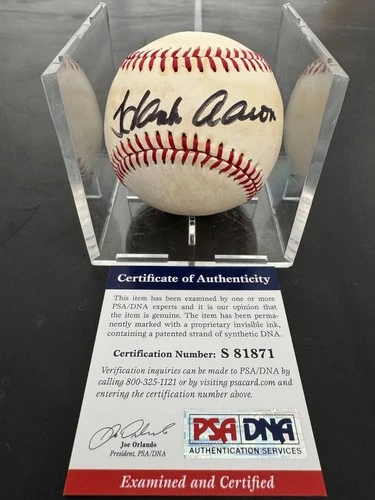 Hank Aaron
Certificate of Authenticity
This item has been examined by one or more
PSA/DNA experts and it is our opinion that
the item is genuine. The item has been perma-
nently marked with a proprietary invisible ink,
containing a patented strand of synthetic DNA.
Certification Number: S 81871
Verification inquiries can be made to PSA/DNA by
calling 800-325-1121 or by visiting psacard.com and
entering the certification number above.
Joe Orlando
President, PSA/DNA
PSA DNA
AUTHENTICATION SERVICES
Examined and Certified